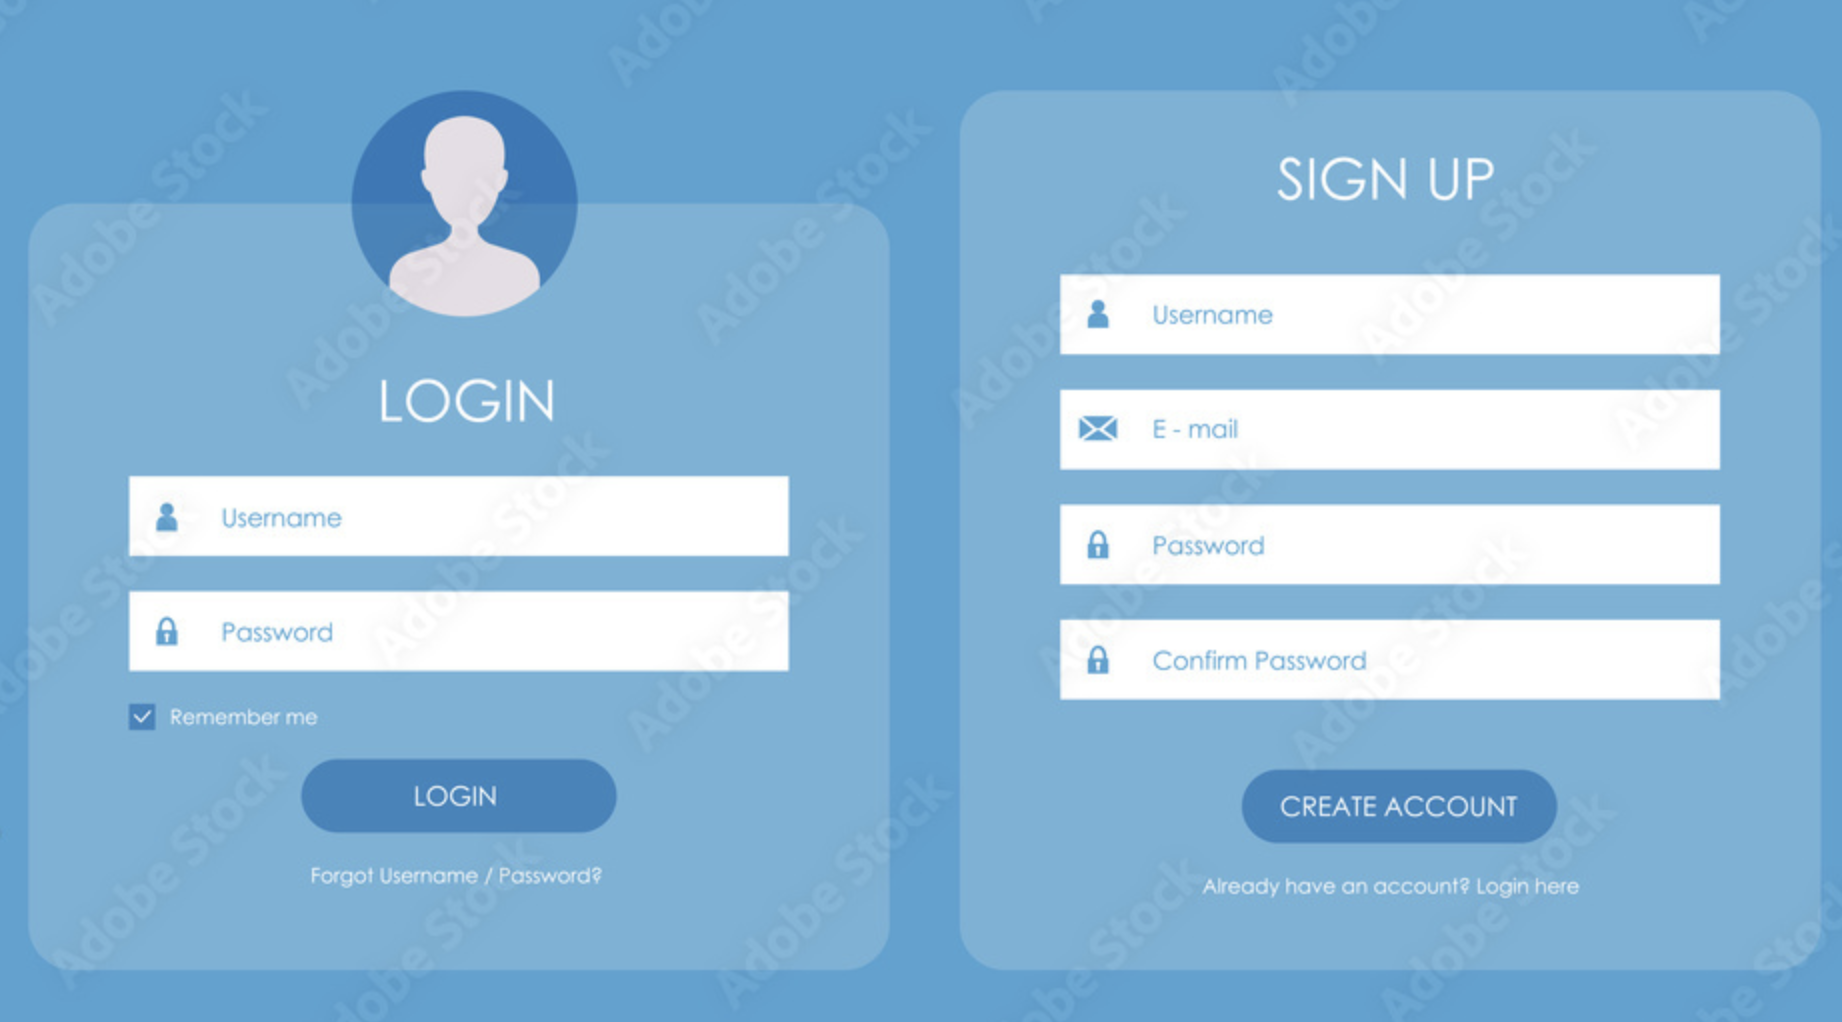 LOGIN
Username
Password
Remember me
LOGIN
Forgot Username / Password?
SIGN UP
Username
E - mail
Password
Confirm Password
CREATE ACCOUNT
Already have an account? Login here
Adobe Stock